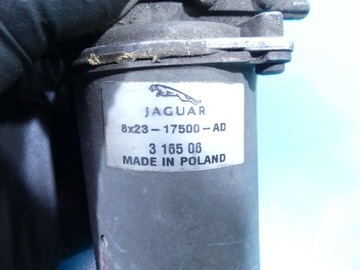 JAGUAR
8x23-17500-AD
3 165 06
MADE IN POLAND